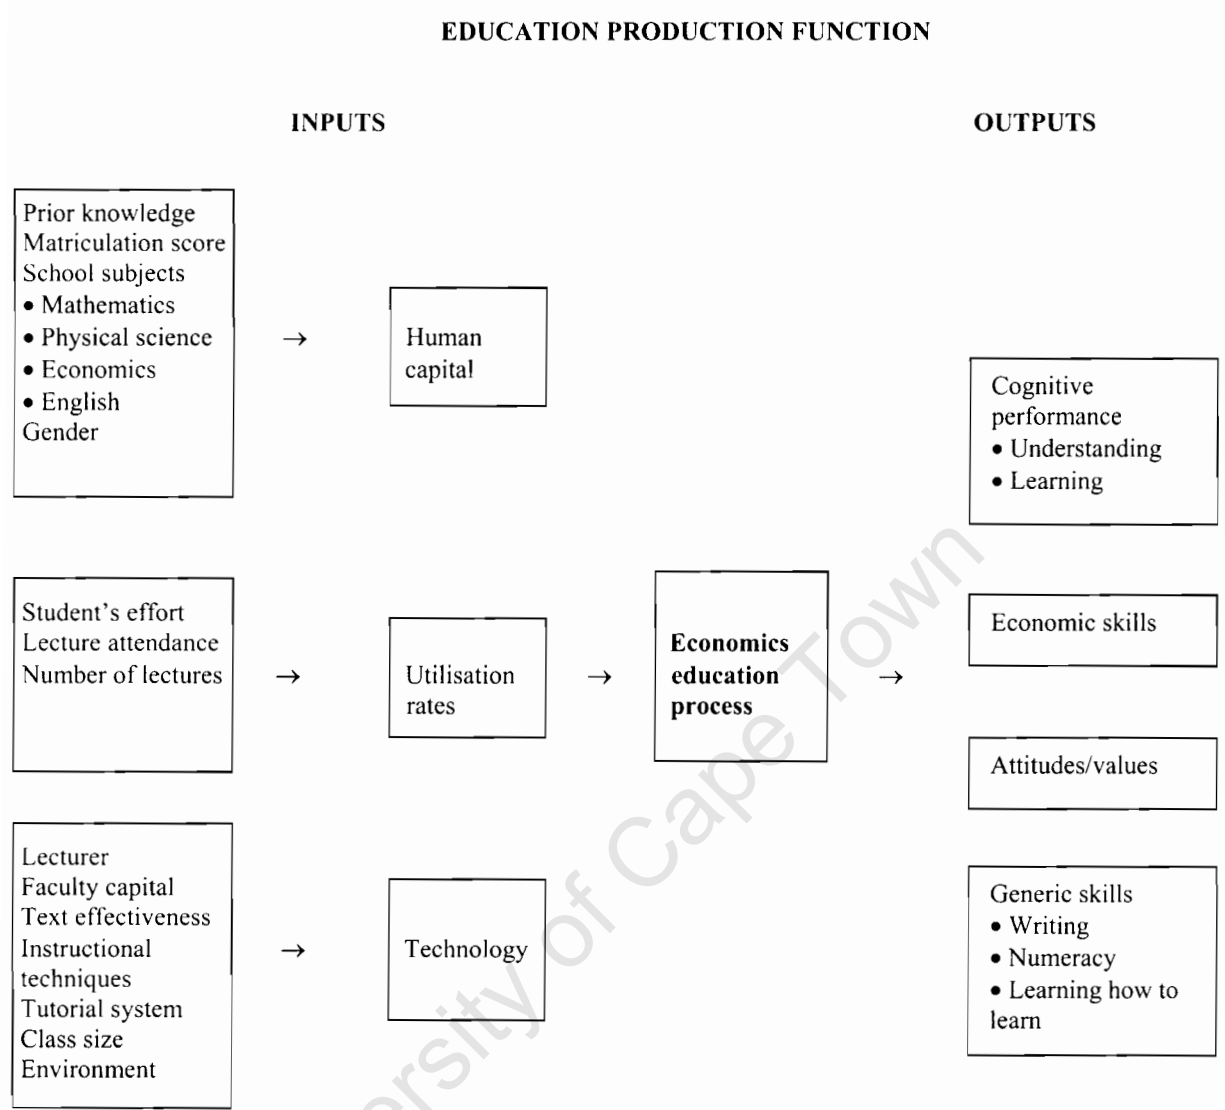 EDUCATION PRODUCTION FUNCTION
INPUTS
OUTPUTS
Prior knowledge
Matriculation score
School subjects
• Mathematics
• Physical science
• Economics
• English
Gender
→
Human
capital
Cognitive
performance
• Understanding
• Learning
Student's effort
Lecture attendance
Number of lectures
→
Utilisation
rates
→
Economics
education
process
→
Economic skills
Attitudes/values
Lecturer
Faculty capital
Text effectiveness
Instructional
techniques
Tutorial system
Class size
Environment
→
Technology
Generic skills
• Writing
• Numeracy
• Learning how to
learn
ersity of Cape Town